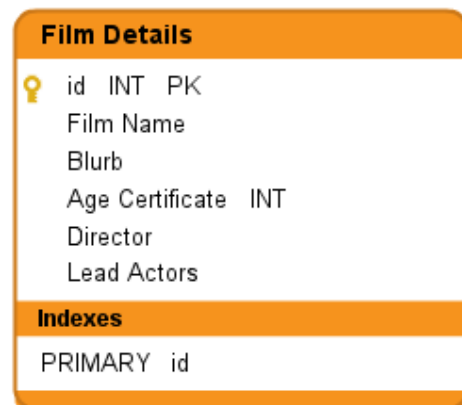 Film Details
id INT PK
Film Name
Blurb
Age Certificate INT
Director
Lead Actors
Indexes
PRIMARY id